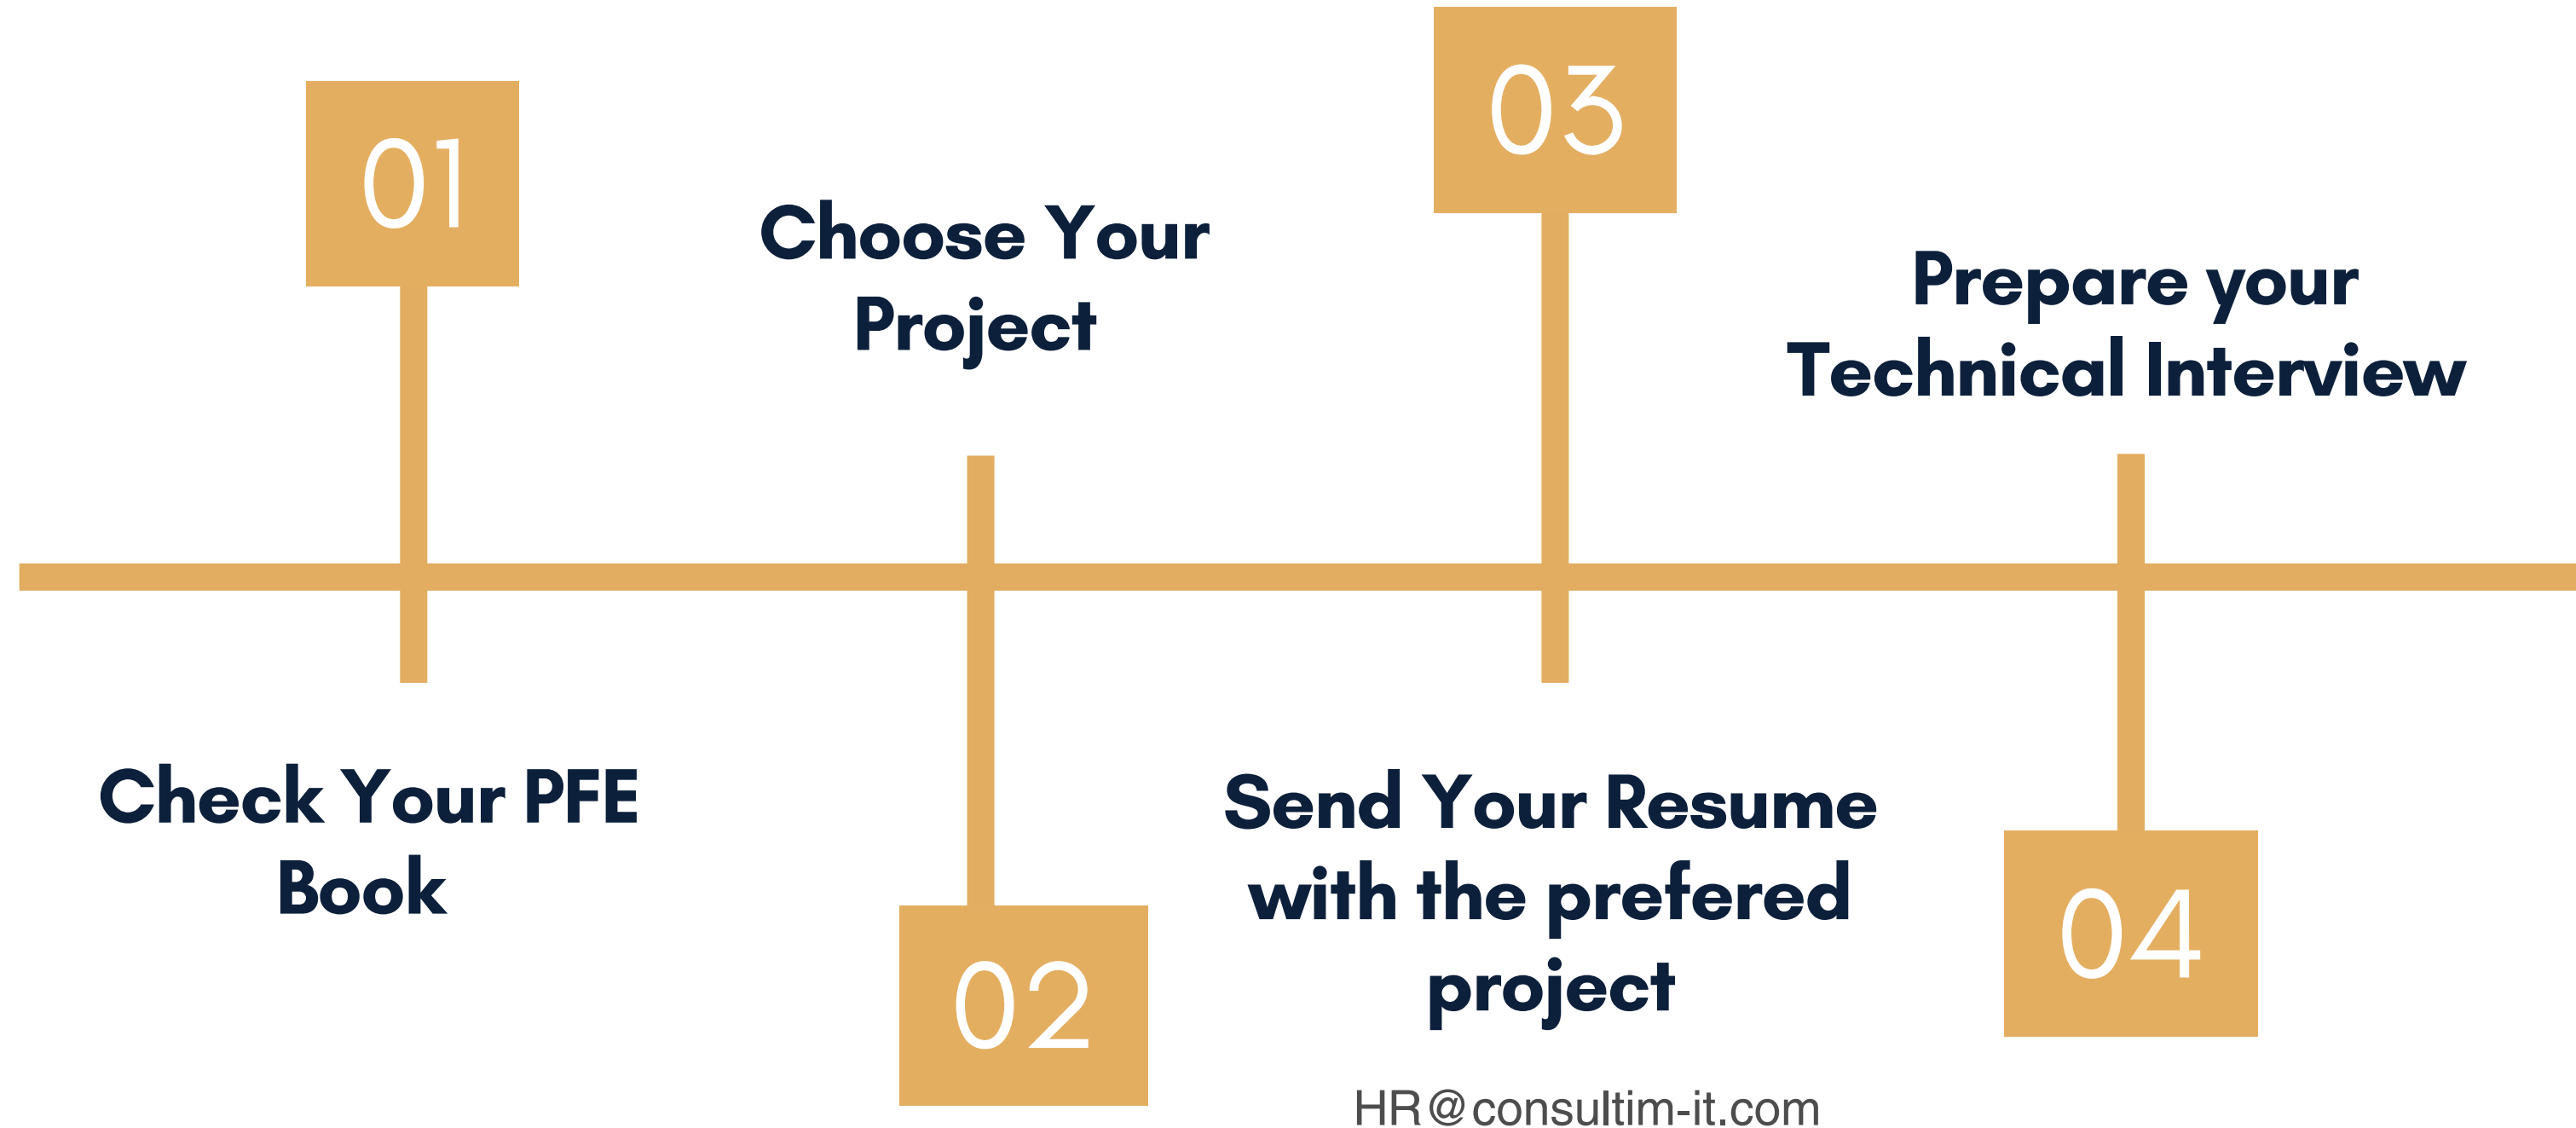 01
Check Your PFE
Book
Choose Your
Project
02
03
Send Your Resume
with the prefered
project
HR@consultim-it.com
Prepare your
Technical Interview
04